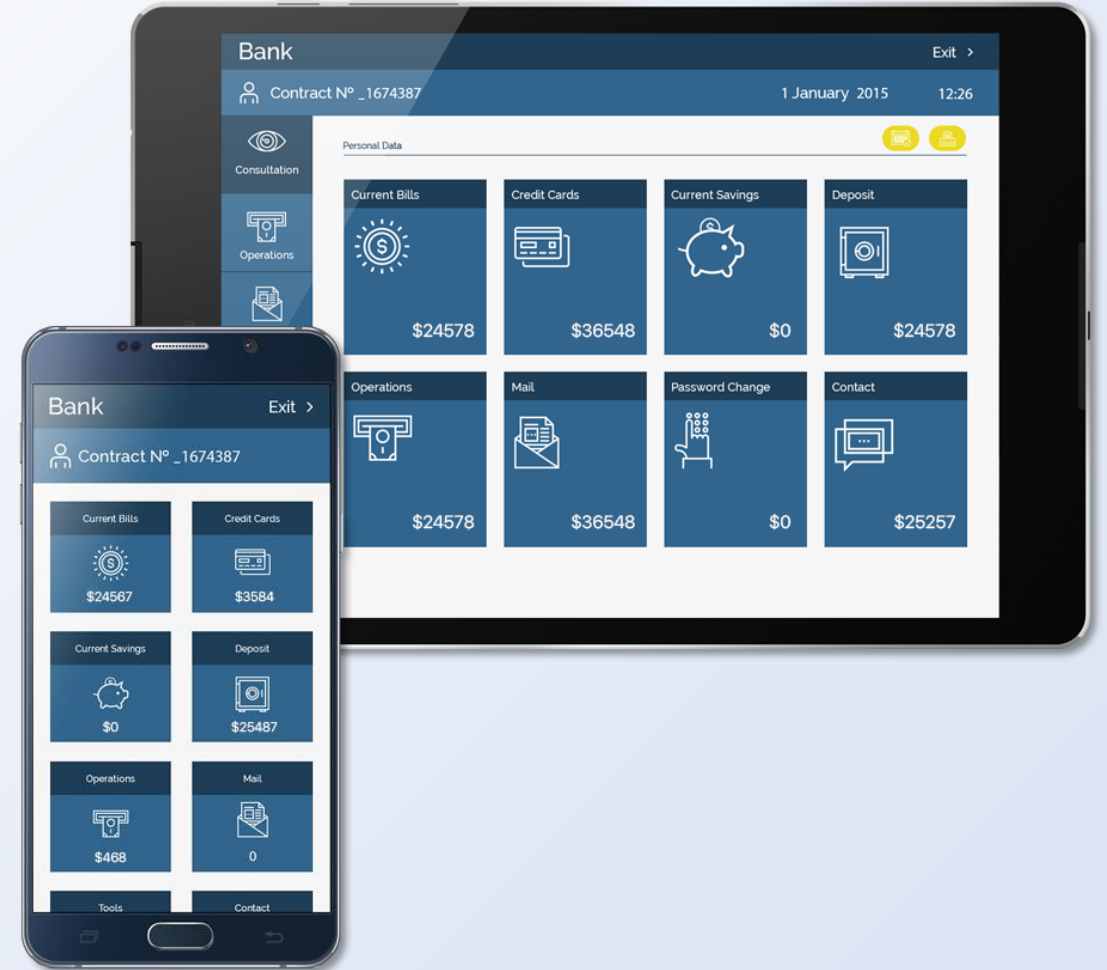 Bank
Exit >
Contract Nº _1674387
1 January 2015
12:26
Consultation
Operations
Personal Data
Current Bills
Credit Cards
Current Savings
Deposit
$24578
$36548
$0
$24578
Operations
Mail
Password Change
Contact
$24578
$36548
$0
$25257
Bank
Exit >
Contract Nº _1674387
Current Bills
Credit Cards
$24567
$3584
Current Savings
Deposit
$0
$25487
Operations
Mail
$468
0
Tools
Contact